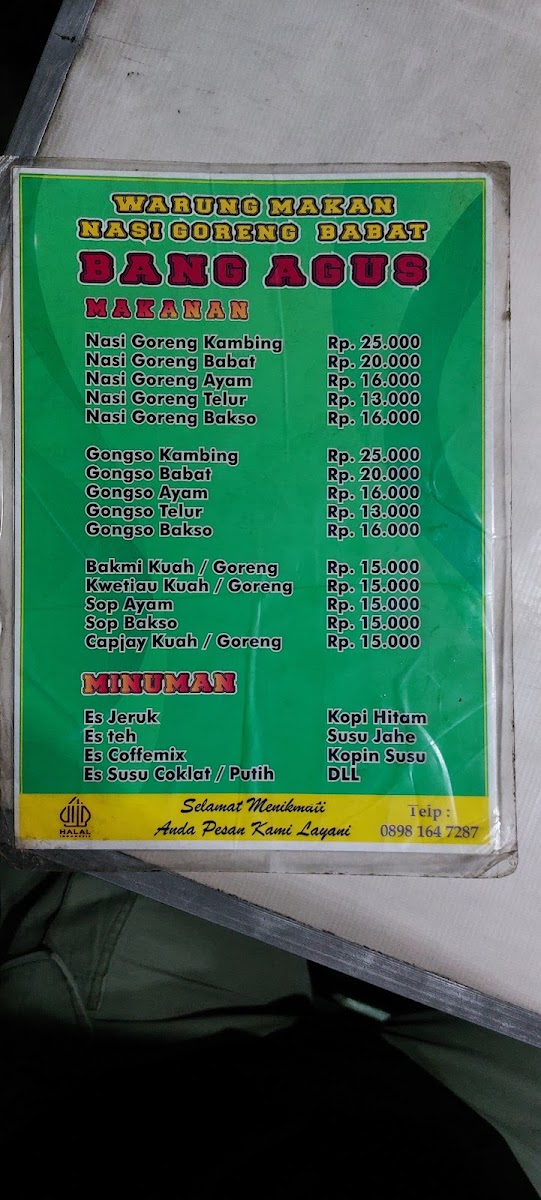 WARUNG MAKAN
NASI GORENG BABAT
BANG AGUS
MAKANAN
Nasi Goreng Kambing Rp. 25.000
Nasi Goreng Babat Rp. 20.000
Nasi Goreng Ayam Rp. 16.000
Nasi Goreng Telur Rp. 13.000
Nasi Goreng Bakso Rp. 16.000
Gongso Kambing Rp. 25.000
Gongso Babat Rp. 20.000
Gongso Ayam Rp. 16.000
Gongso Telur Rp. 13.000
Gongso Bakso Rp. 16.000
Bakmi Kuah / Goreng Rp. 15.000
Kwetiau Kuah / Goreng Rp. 15.000
Sop Ayam Rp. 15.000
Sop Bakso Rp. 15.000
Capjay Kuah / Goreng Rp. 15.000
MINUMAN
Es Jeruk Kopi Hitam
Es teh Susu Jahe
Es Coffemix Kopin Susu
Es Susu Coklat / Putih DLL
HALAL
INDONESIA
Selamat Menikmati
Anda Pesan Kami Layani
Telp :
0898 164 7287